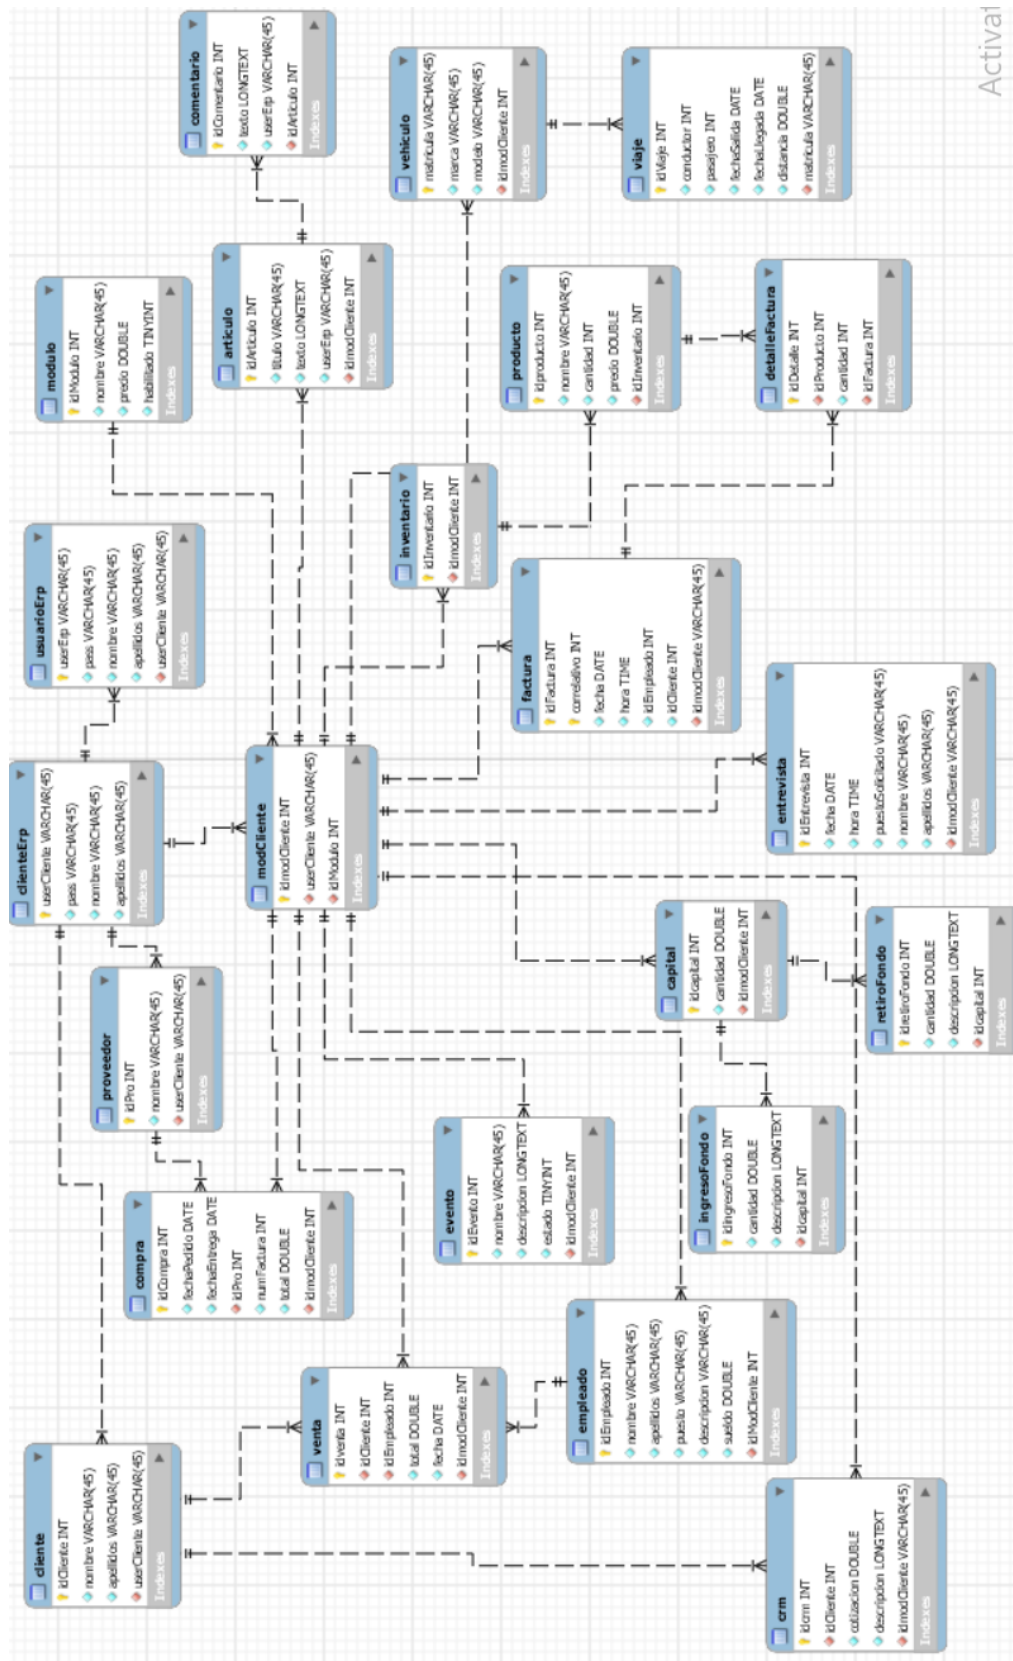 cliente
idCliente INT
nombre VARCHAR(45)
apellidos VARCHAR(45)
userCliente VARCHAR(45)
Indexes
compra
idCompra INT
fechaPedido DATE
fechaEntrega DATE
idPro INT
numFactura INT
total DOUBLE
idmodCliente INT
Indexes
proveedor
idPro INT
nombre VARCHAR(45)
userCliente VARCHAR(45)
Indexes
clienteErp
userCliente VARCHAR(45)
pass VARCHAR(45)
nombre VARCHAR(45)
apellidos VARCHAR(45)
Indexes
usuarioErp
userErp VARCHAR(45)
pass VARCHAR(45)
nombre VARCHAR(45)
apellidos VARCHAR(45)
userCliente VARCHAR(45)
Indexes
modulo
idModulo INT
nombre VARCHAR(45)
precio DOUBLE
habilitado TINYINT
Indexes
comentario
idComentario INT
texto LONGTEXT
userErp VARCHAR(45)
idArticulo INT
Indexes
venta
idventa INT
idCliente INT
idEmpleado INT
total DOUBLE
fecha DATE
idmodCliente INT
Indexes
modCliente
idmodCliente INT
userCliente VARCHAR(45)
idModulo INT
Indexes
articulo
idArticulo INT
titulo VARCHAR(45)
texto LONGTEXT
userErp VARCHAR(45)
idmodCliente INT
Indexes
evento
idEvento INT
nombre VARCHAR(45)
descripcion LONGTEXT
estado TINYINT
idmodCliente INT
Indexes
inventario
idInventario INT
idmodCliente INT
Indexes
vehiculo
matricula VARCHAR(45)
marca VARCHAR(45)
modelo VARCHAR(45)
idmodCliente INT
Indexes
empleado
idEmpleado INT
nombre VARCHAR(45)
apellidos VARCHAR(45)
puesto VARCHAR(45)
descripcion VARCHAR(45)
sueldo DOUBLE
idModCliente INT
Indexes
factura
idFactura INT
correlativo INT
fecha DATE
hora TIME
idEmpleado INT
idCliente INT
idmodCliente VARCHAR(45)
Indexes
producto
idproducto INT
nombre VARCHAR(45)
cantidad INT
precio DOUBLE
idInventario INT
Indexes
viaje
idViaje INT
conductor INT
pasajero INT
fechaSalida DATE
fechaLlegada DATE
distancia DOUBLE
matricula VARCHAR(45)
Indexes
ingresoFondo
idingresoFondo INT
cantidad DOUBLE
descripcion LONGTEXT
idcapital INT
Indexes
capital
idcapital INT
cantidad DOUBLE
idmodCliente INT
Indexes
crm
idcrm INT
idCliente INT
cotizacion DOUBLE
descripcion LONGTEXT
idmodCliente VARCHAR(45)
Indexes
entrevista
idEntrevista INT
fecha DATE
hora TIME
puestoSolicitado VARCHAR(45)
nombre VARCHAR(45)
apellidos VARCHAR(45)
idmodCliente VARCHAR(45)
Indexes
detalleFactura
idDetalle INT
idProducto INT
cantidad INT
idFactura INT
Indexes
retiroFondo
idretiroFondo INT
cantidad DOUBLE
descripcion LONGTEXT
idcapital INT
Indexes
Activat